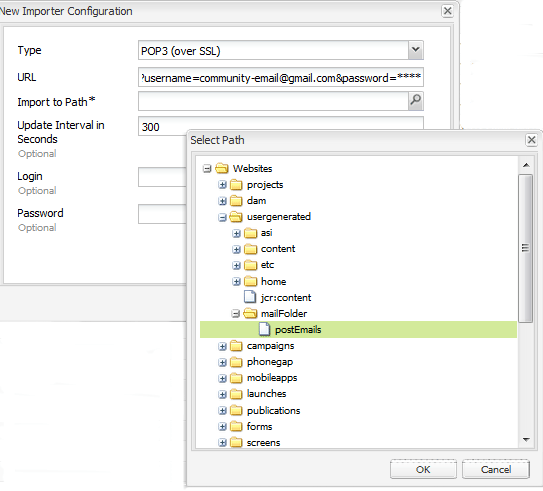 New Importer Configuration
Type
POP3 (over SSL)
URL
?username=community-email@gmail.com&password=****
Import to Path*
Update Interval in
Seconds
300
Optional
Login
Optional
Password
Optional
Select Path
Websites
projects
dam
usergenerated
asi
content
etc
home
jcr:content
mailFolder
postEmails
campaigns
phonegap
mobileapps
launches
publications
forms
screens
OK
Cancel